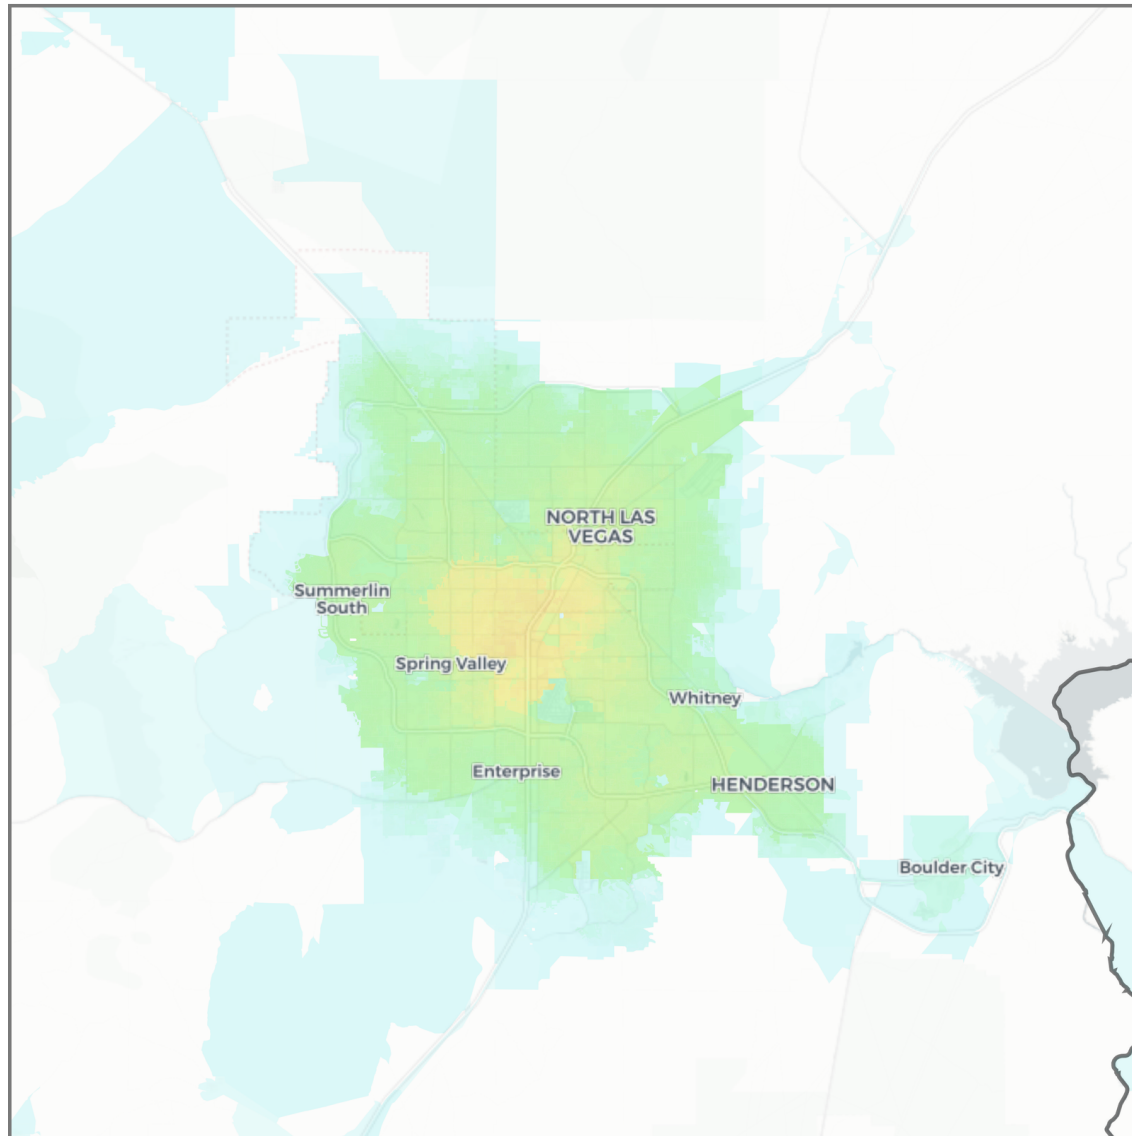 NORTH LAS
VEGAS
Summerlin
South
Spring Valley
Whitney
Enterprise
HENDERSON
Boulder City